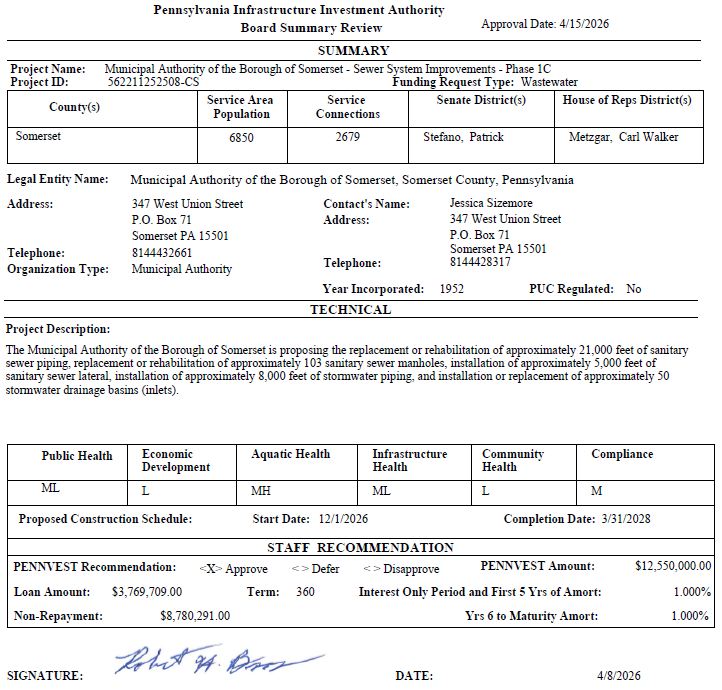 Pennsylvania Infrastructure Investment Authority
Board Summary Review
Approval Date: 4/15/2026
SUMMARY
Project Name: Municipal Authority of the Borough of Somerset - Sewer System Improvements - Phase 1C
Project ID: 562211252508-CS Funding Request Type: Wastewater
County(s) Service Area Population Service Connections Senate District(s) House of Reps District(s)
Somerset 6850 2679 Stefano, Patrick Metzgar, Carl Walker
Legal Entity Name: Municipal Authority of the Borough of Somerset, Somerset County, Pennsylvania
Address: 347 West Union Street
P.O. Box 71
Somerset PA 15501
Telephone: 8144432661
Organization Type: Municipal Authority
Contact's Name: Jessica Sizemore
Address: 347 West Union Street
P.O. Box 71
Somerset PA 15501
Telephone: 8144428317
Year Incorporated: 1952 PUC Regulated: No
TECHNICAL
Project Description:
The Municipal Authority of the Borough of Somerset is proposing the replacement or rehabilitation of approximately 21,000 feet of sanitary
sewer piping, replacement or rehabilitation of approximately 103 sanitary sewer manholes, installation of approximately 5,000 feet of
sanitary sewer lateral, installation of approximately 8,000 feet of stormwater piping, and installation or replacement of approximately 50
stormwater drainage basins (inlets).
Public Health Economic Development Aquatic Health Infrastructure Health Community Health Compliance
ML L MH ML L M
Proposed Construction Schedule: Start Date: 12/1/2026 Completion Date: 3/31/2028
STAFF RECOMMENDATION
PENNVEST Recommendation: <X> Approve < > Defer < > Disapprove PENNVEST Amount: $12,550,000.00
Loan Amount: $3,769,709.00 Term: 360 Interest Only Period and First 5 Yrs of Amort: 1.000%
Non-Repayment: $8,780,291.00 Yrs 6 to Maturity Amort: 1.000%
SIGNATURE: DATE: 4/8/2026